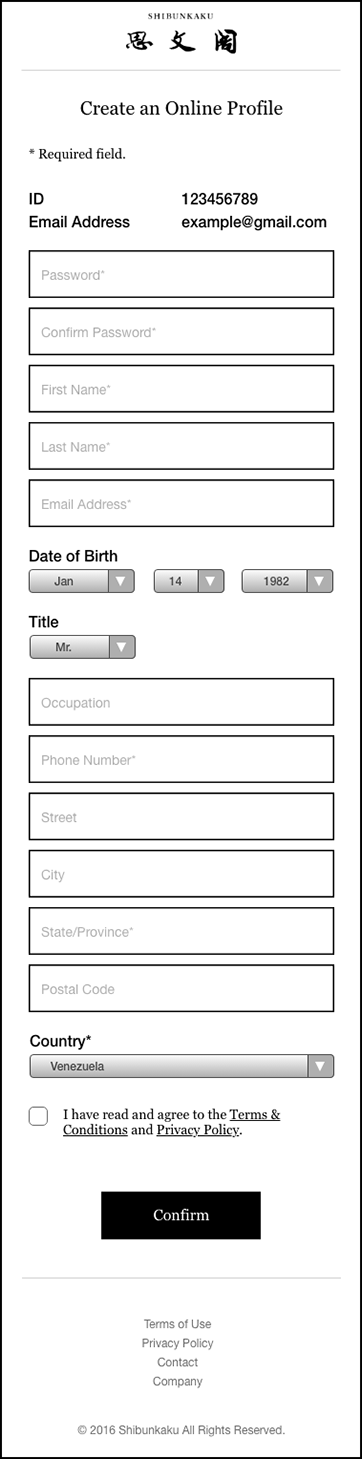 SHIBUNKAKU
思文閣
Create an Online Profile
* Required field.
ID 123456789
Email Address example@gmail.com
Password*
Confirm Password*
First Name*
Last Name*
Email Address*
Date of Birth
Jan 14 1982
Title
Mr.
Occupation
Phone Number*
Street
City
State/Province*
Postal Code
Country*
Venezuela
I have read and agree to the Terms &
Conditions and Privacy Policy.
Confirm
Terms of Use
Privacy Policy
Contact
Company
© 2016 Shibunkaku All Rights Reserved.